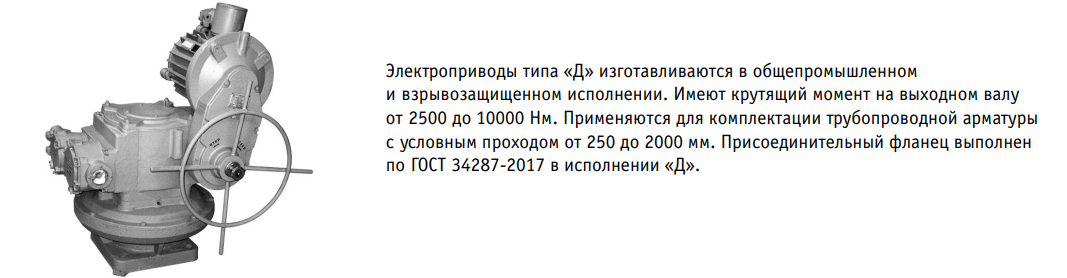 Электроприводы типа «Д» изготавливаются в общепромышленном
и взрывозащищенном исполнении. Имеют крутящий момент на выходном валу
от 2500 до 10000 Нм. Применяются для комплектации трубопроводной арматуры
с условным проходом от 250 до 2000 мм. Присоединительный фланец выполнен
по ГОСТ 34287-2017 в исполнении «Д».